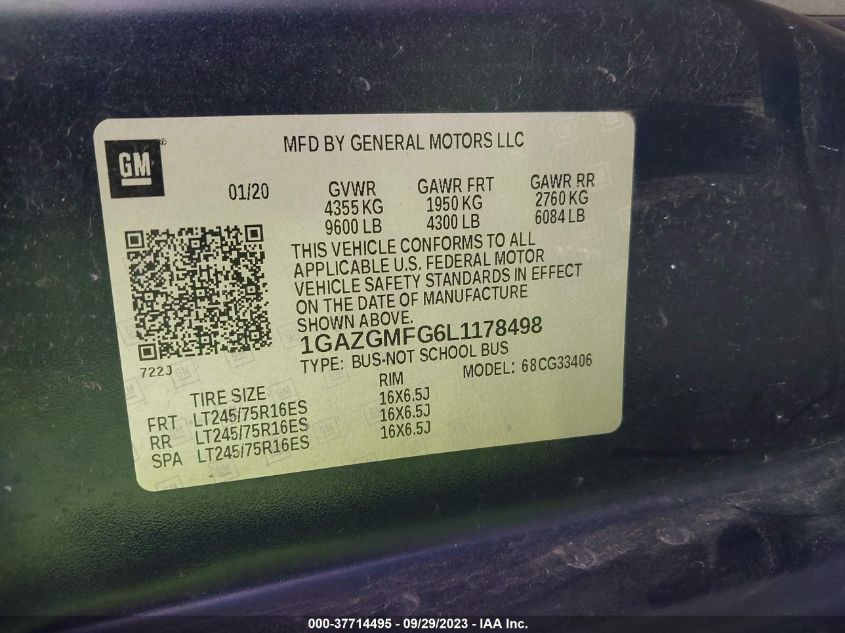 GM
MFD BY GENERAL MOTORS LLC
01/20 GVWR GAWR FRT GAWR RR
4355 KG 1950 KG 2760 KG
9600 LB 4300 LB 6084 LB
THIS VEHICLE CONFORMS TO ALL
APPLICABLE U.S. FEDERAL MOTOR
VEHICLE SAFETY STANDARDS IN EFFECT
ON THE DATE OF MANUFACTURE
SHOWN ABOVE.
1GAZGMFG6L1178498
TYPE: BUS-NOT SCHOOL BUS
722J
MODEL: 68CG33406
TIRE SIZE RIM
FRT LT245/75R16ES 16X6.5J
RR LT245/75R16ES 16X6.5J
SPA LT245/75R16ES 16X6.5J
000-37714495 - 09/29/2023 - IAA Inc.